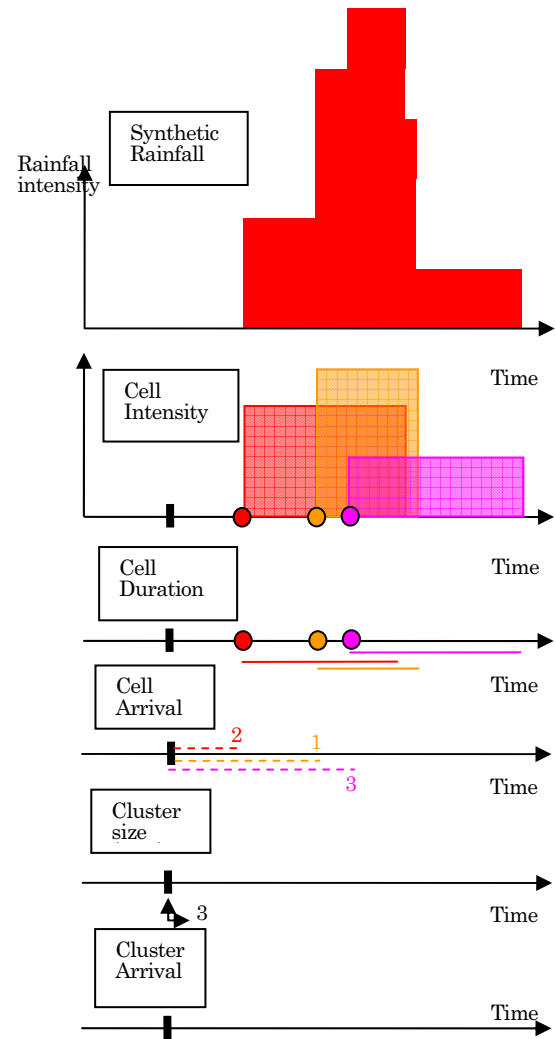 Synthetic
Rainfall
Rainfall
intensity
Time
Cell
Intensity
Time
Cell
Duration
Time
Cell
Arrival
2
1
3
Time
Cluster
size
Time
3
Cluster
Arrival
Time